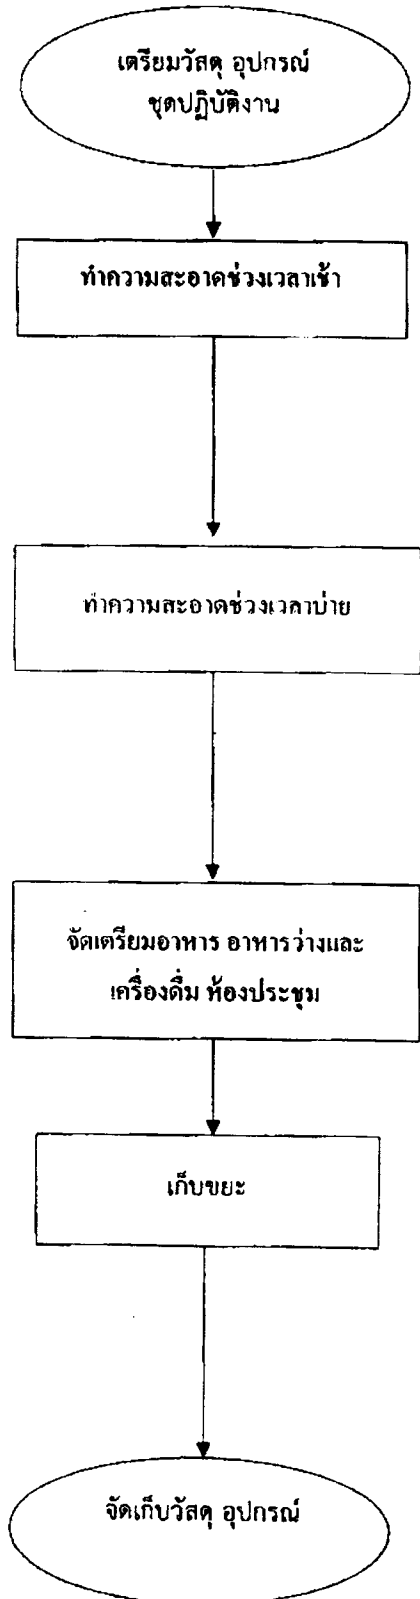 เตรียมวัสดุ อุปกรณ์
ชุดปฏิบัติงาน
ทำความสะอาดช่วงเวลาเช้า
ทำความสะอาดช่วงเวลาบ่าย
จัดเตรียมอาหาร อาหารว่างและ
เครื่องดื่ม ห้องประชุม
เก็บขยะ
จัดเก็บวัสดุ อุปกรณ์